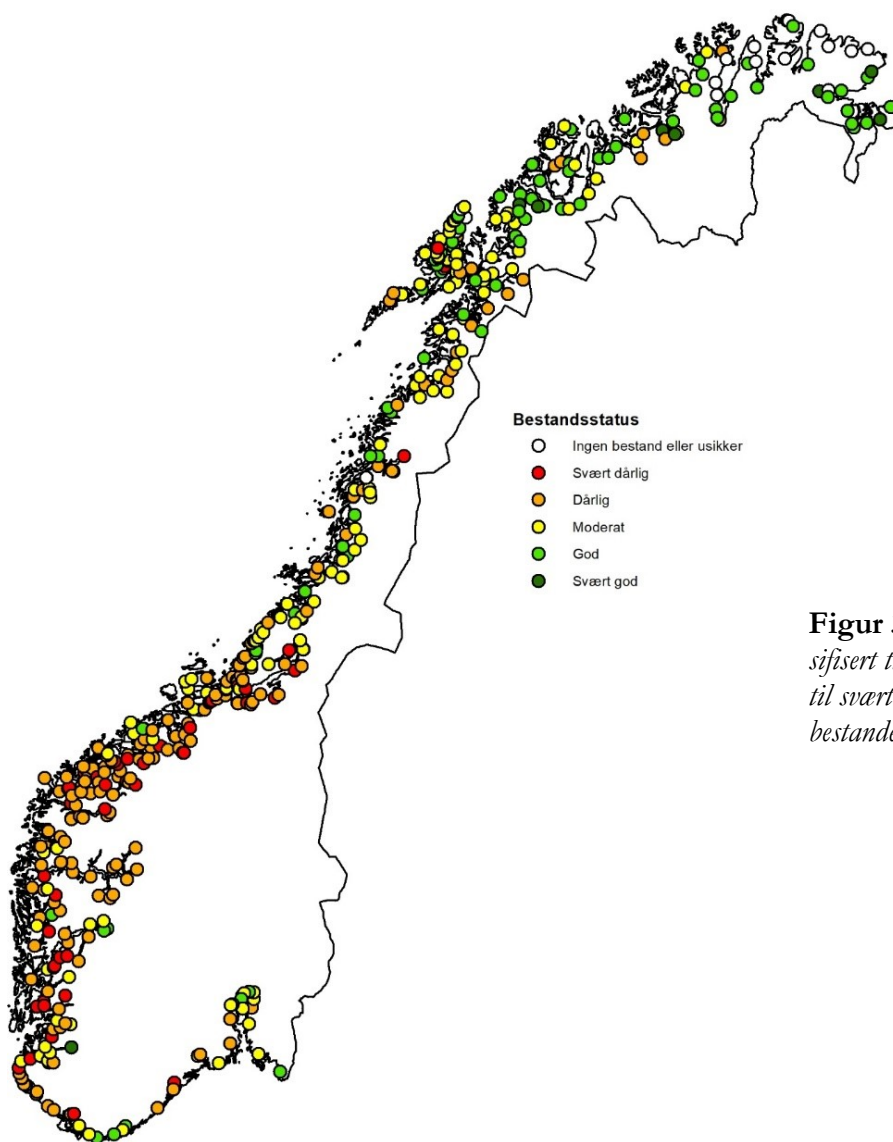 Bestandsstatus
Ingen bestand eller usikker
Svært dårlig
Dårlig
Moderat
God
Svært god
Figur
sifisert
til svært
bestande